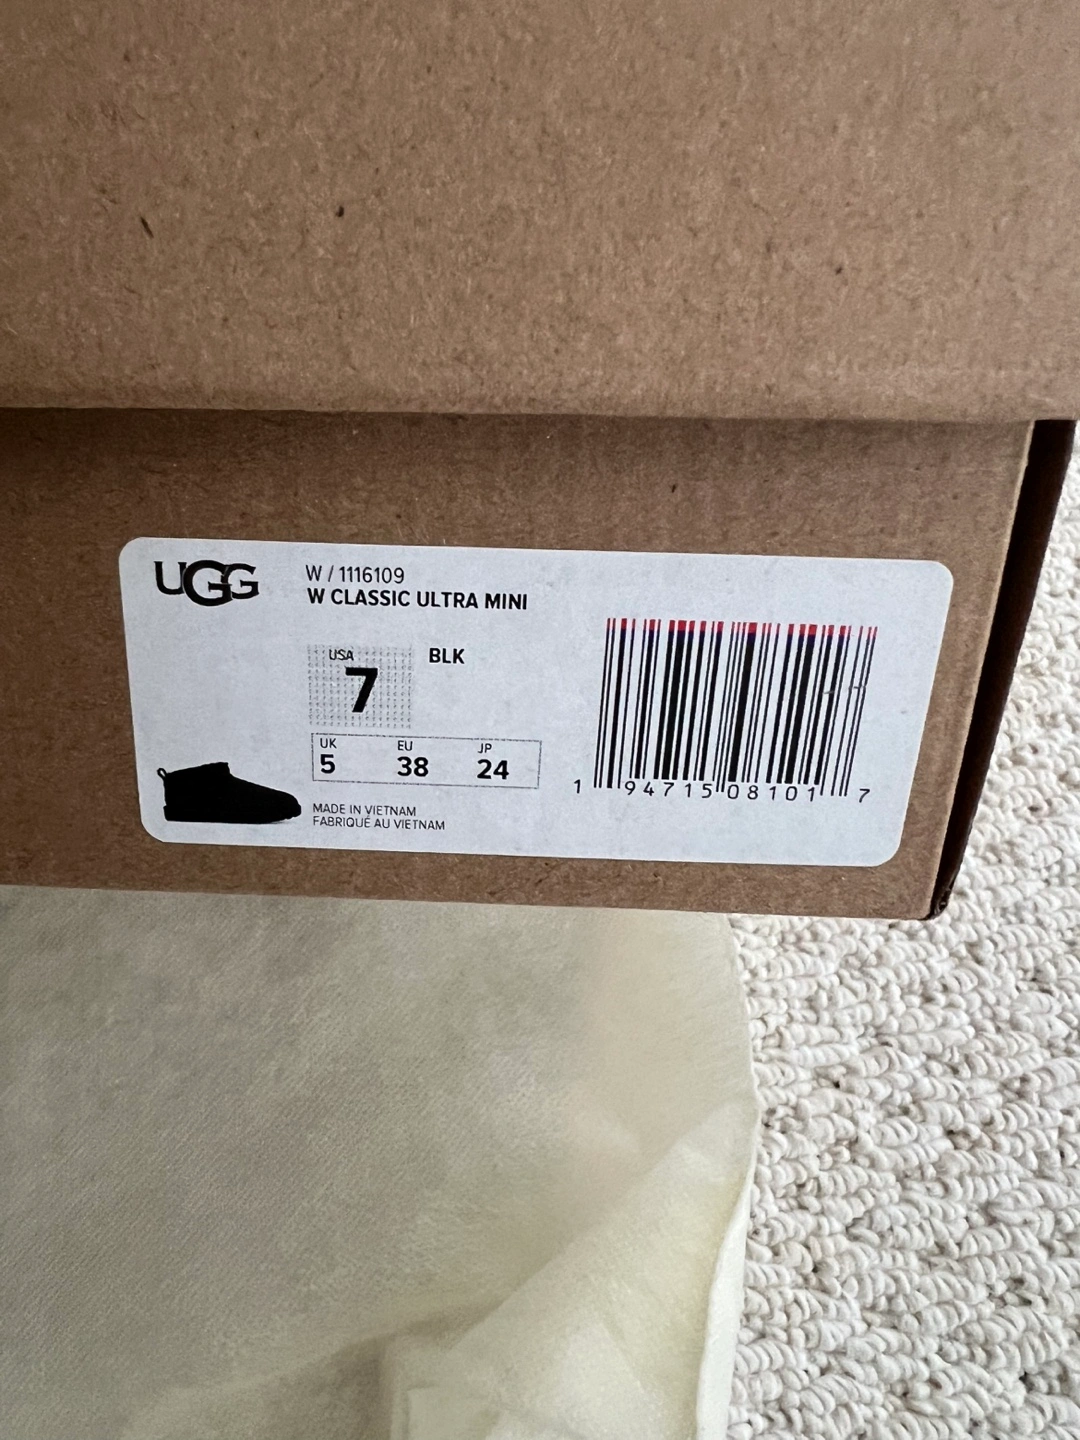 UGG
W / 1116109
W CLASSIC ULTRA MINI
USA
7
BLK
UK
5
EU
38
JP
24
MADE IN VIETNAM
FABRIQUÉ AU VIETNAM
1 94715 08101 7